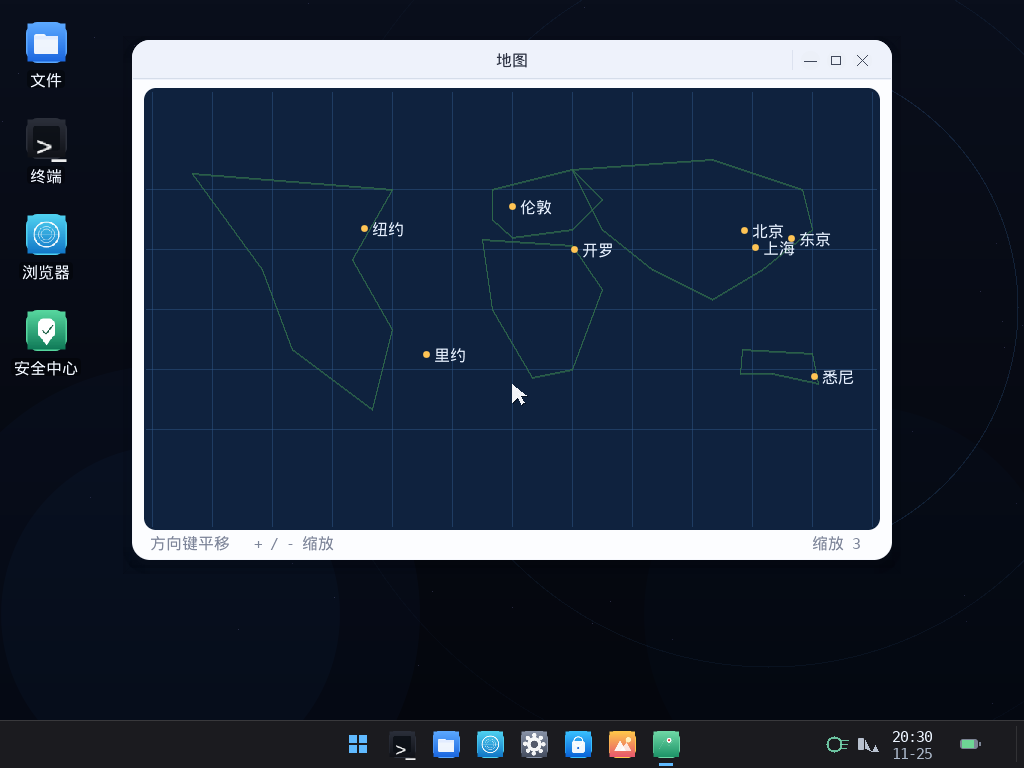 文件
终端
浏览器
安全中心
地图
伦敦
纽约
北京
东京
上海
开罗
里约
悉尼
方向键平移 + / - 缩放
缩放 3
20:30
11-25